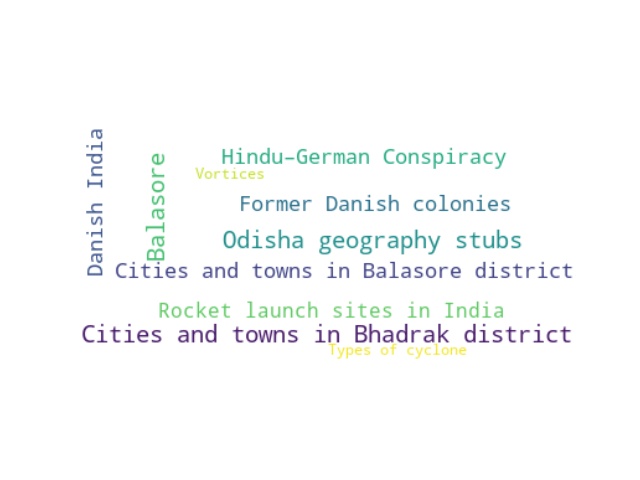 Danish India
Balasore
Hindu–German Conspiracy
Vortices
Former Danish colonies
Odisha geography stubs
Cities and towns in Balasore district
Rocket launch sites in India
Cities and towns in Bhadrak district
Types of cyclone